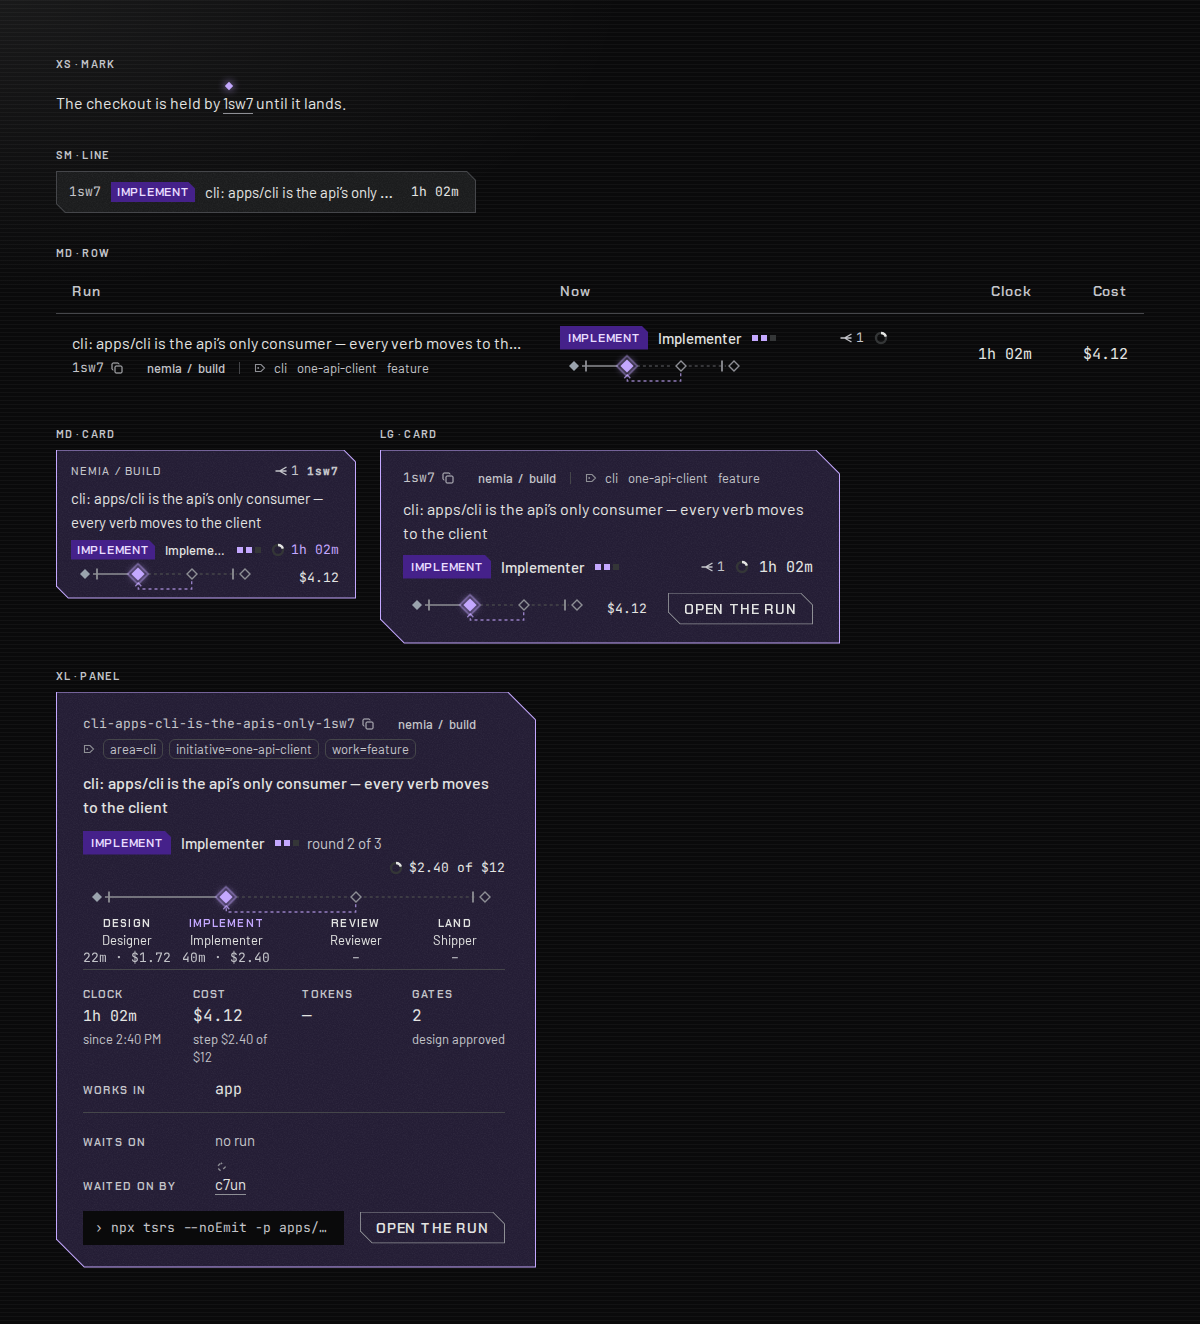 XS · MARK
The checkout is held by 1sw7 until it lands.
SM · LINE
1sw7 IMPLEMENT cli: apps/cli is the api's only ... 1h 02m
MD · ROW
Run Now Clock Cost
cli: apps/cli is the api's only consumer — every verb moves to th...
IMPLEMENT Implementer 1
1sw7 nemla / build cli one-api-client feature
1h 02m $4.12
MD · CARD
NEMIA / BUILD 1 1sw7
cli: apps/cli is the api's only consumer —
every verb moves to the client
IMPLEMENT Impleme... 1h 02m
$4.12
LG · CARD
1sw7 nemla / build cli one-api-client feature
cli: apps/cli is the api's only consumer — every verb moves
to the client
IMPLEMENT Implementer 1 1h 02m
$4.12 OPEN THE RUN
XL · PANEL
cli-apps-cli-is-the-apis-only-1sw7 nemla / build
area=cli initiative=one-api-client work=feature
cli: apps/cli is the api's only consumer — every verb moves
to the client
IMPLEMENT Implementer round 2 of 3
$2.40 of $12
DESIGN IMPLEMENT REVIEW LAND
Designer Implementer Reviewer Shipper
22m · $1.72 40m · $2.40 – –
CLOCK COST TOKENS GATES
1h 02m $4.12 — 2
since 2:40 PM step $2.40 of $12 design approved
WORKS IN app
WAITS ON no run
WAITED ON BY c7un
› npx tsrs --noEmit -p apps/… OPEN THE RUN